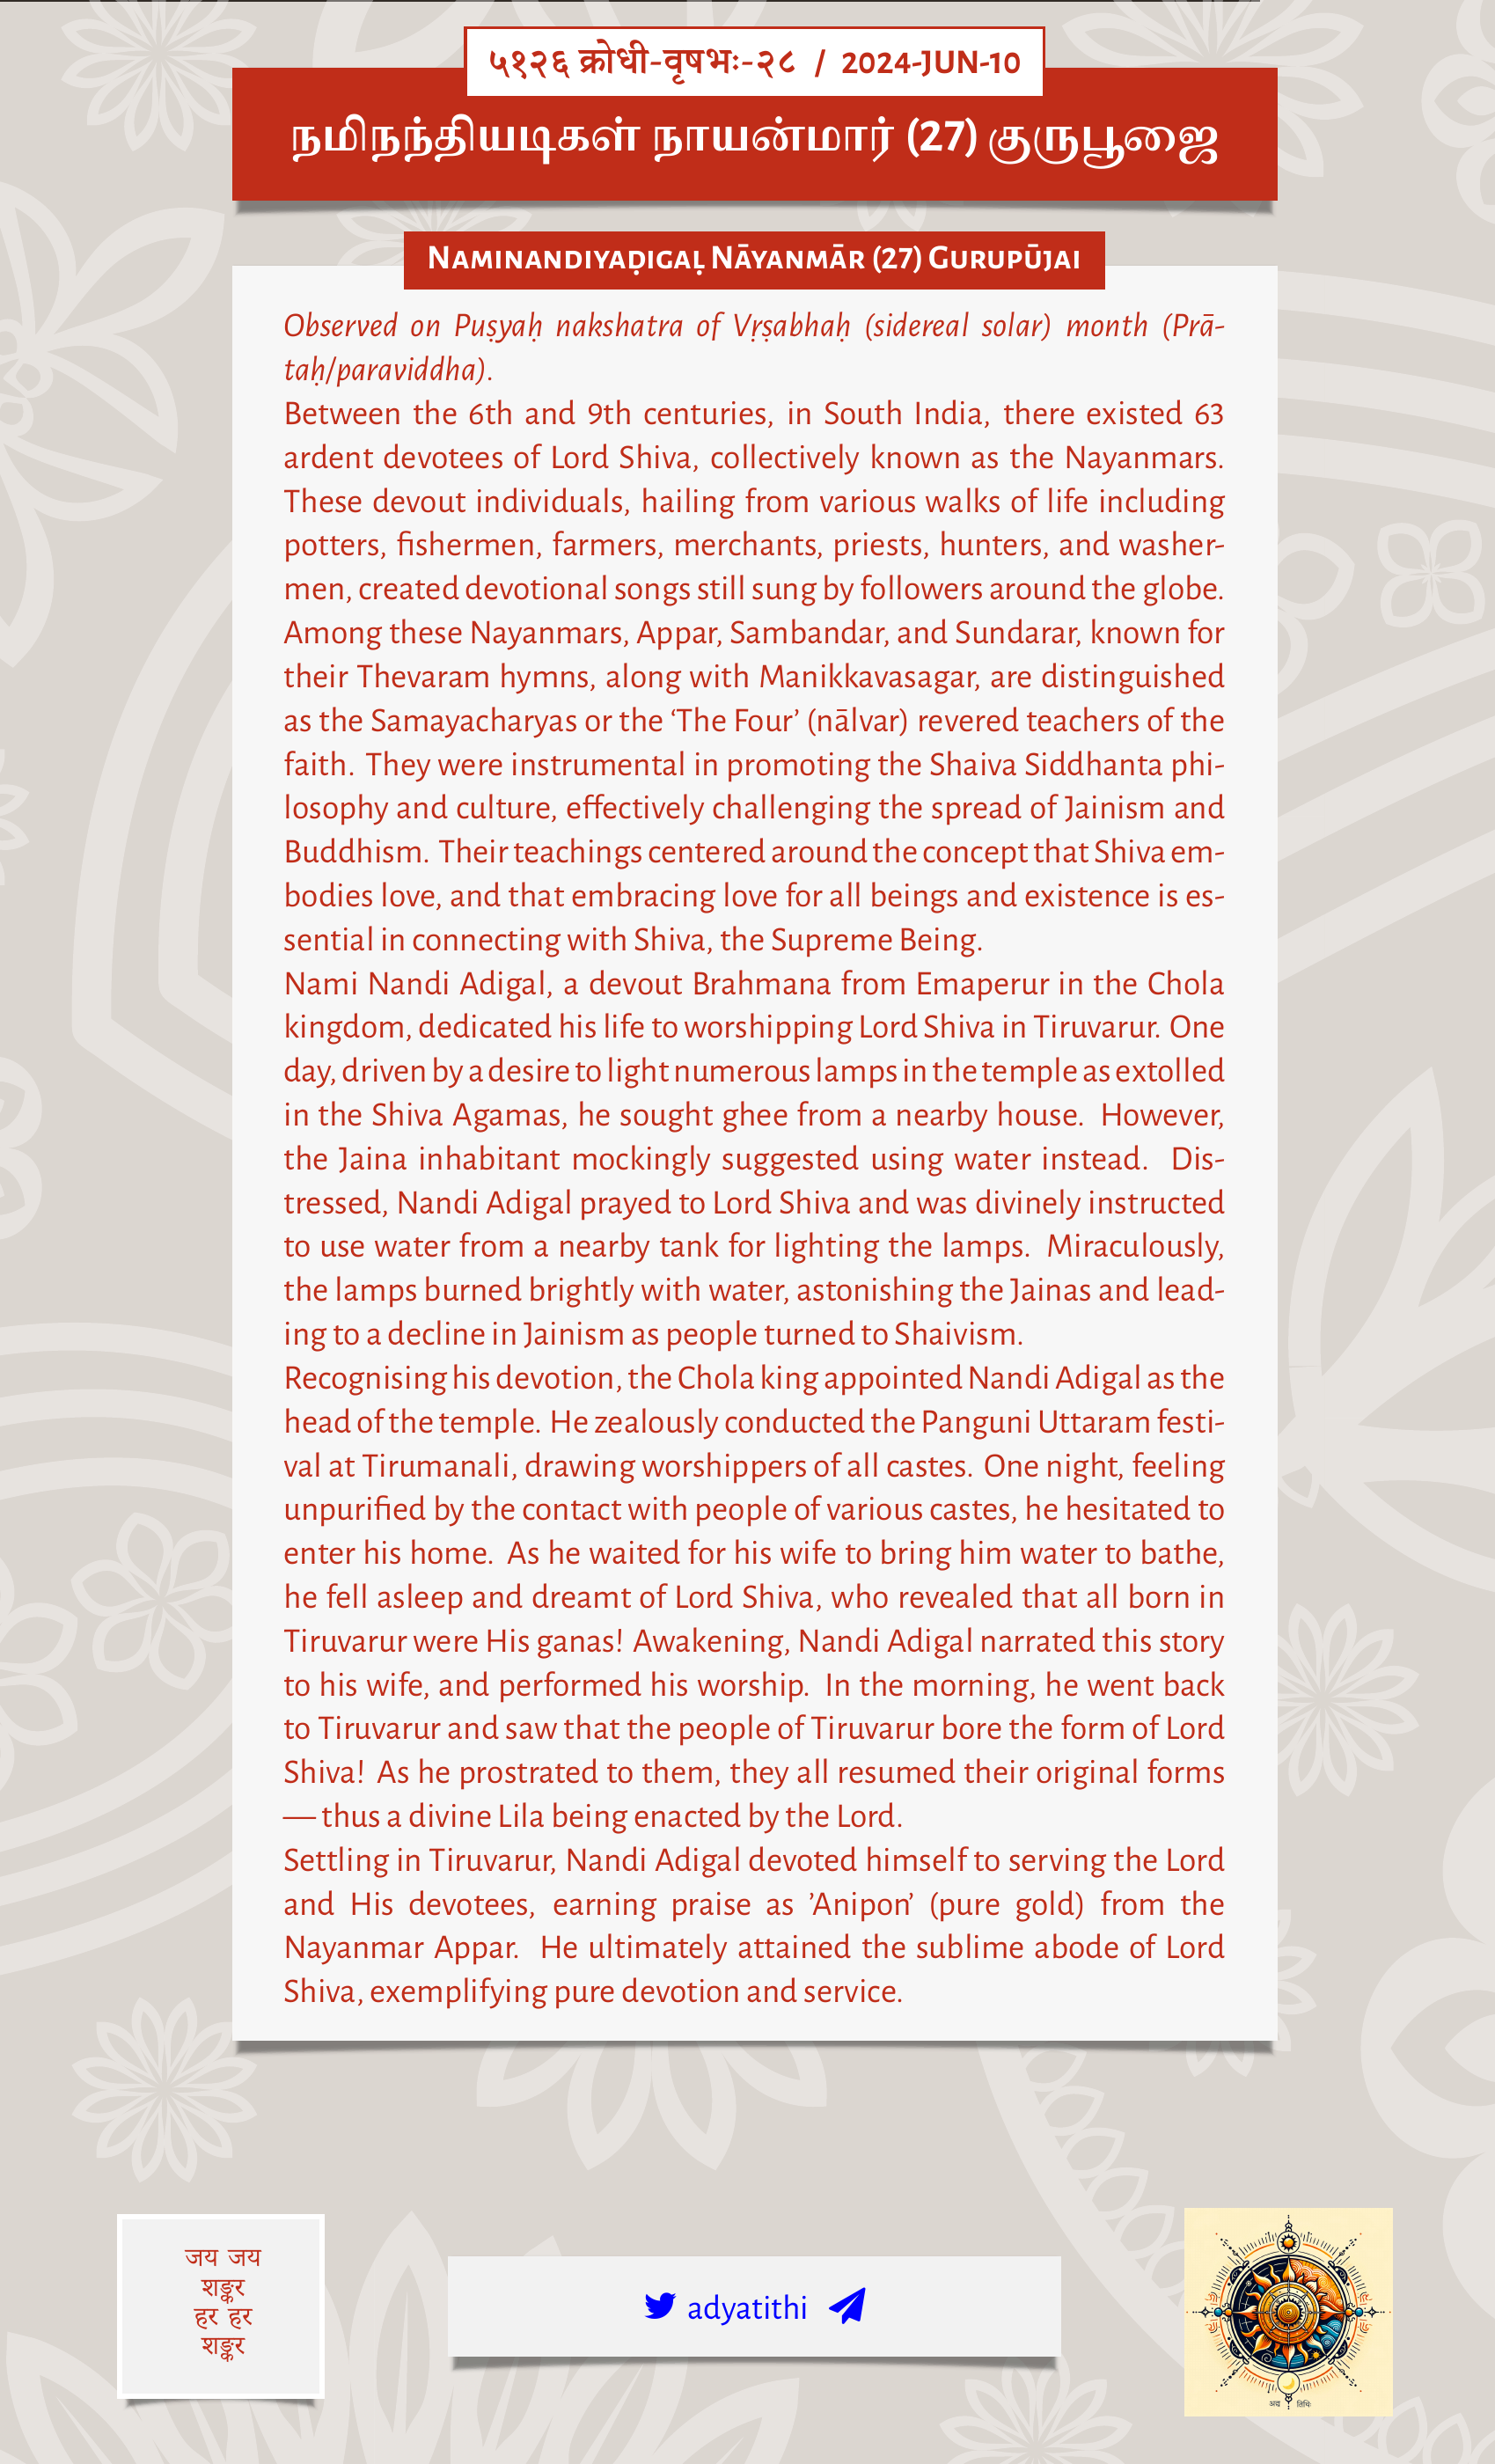 ५१२६ क्रोधी-वृषभः-२८ / 2024-JUN-10
நமிநந்தியடிகள் நாயன்மார் (27) குருபூஜை
Naminandiyaḍigaḷ Nāyanmār (27) Gurupūjai
Observed on Puṣyaḥ nakshatra of Vṛṣabhaḥ (sidereal solar) month (Prā-
taḥ/paraviddha).
Between the 6th and 9th centuries, in South India, there existed 63
ardent devotees of Lord Shiva, collectively known as the Nayanmars.
These devout individuals, hailing from various walks of life including
potters, fishermen, farmers, merchants, priests, hunters, and washer-
men, created devotional songs still sung by followers around the globe.
Among these Nayanmars, Appar, Sambandar, and Sundarar, known for
their Thevaram hymns, along with Manikkavasagar, are distinguished
as the Samayacharyas or the ‘The Four’ (nālvar) revered teachers of the
faith. They were instrumental in promoting the Shaiva Siddhanta phi-
losophy and culture, effectively challenging the spread of Jainism and
Buddhism. Their teachings centered around the concept that Shiva em-
bodies love, and that embracing love for all beings and existence is es-
sential in connecting with Shiva, the Supreme Being.
Nami Nandi Adigal, a devout Brahmana from Emaperur in the Chola
kingdom, dedicated his life to worshipping Lord Shiva in Tiruvarur. One
day, driven by a desire to light numerous lamps in the temple as extolled
in the Shiva Agamas, he sought ghee from a nearby house. However,
the Jaina inhabitant mockingly suggested using water instead. Dis-
tressed, Nandi Adigal prayed to Lord Shiva and was divinely instructed
to use water from a nearby tank for lighting the lamps. Miraculously,
the lamps burned brightly with water, astonishing the Jainas and lead-
ing to a decline in Jainism as people turned to Shaivism.
Recognising his devotion, the Chola king appointed Nandi Adigal as the
head of the temple. He zealously conducted the Panguni Uttaram festi-
val at Tirumanali, drawing worshippers of all castes. One night, feeling
unpurified by the contact with people of various castes, he hesitated to
enter his home. As he waited for his wife to bring him water to bathe,
he fell asleep and dreamt of Lord Shiva, who revealed that all born in
Tiruvarur were His ganas! Awakening, Nandi Adigal narrated this story
to his wife, and performed his worship. In the morning, he went back
to Tiruvarur and saw that the people of Tiruvarur bore the form of Lord
Shiva! As he prostrated to them, they all resumed their original forms
— thus a divine Lila being enacted by the Lord.
Settling in Tiruvarur, Nandi Adigal devoted himself to serving the Lord
and His devotees, earning praise as ’Anipon’ (pure gold) from the
Nayanmar Appar. He ultimately attained the sublime abode of Lord
Shiva, exemplifying pure devotion and service.
जय जय
शङ्कर
हर हर
शङ्कर
adyatithi
अद्य तिथिः